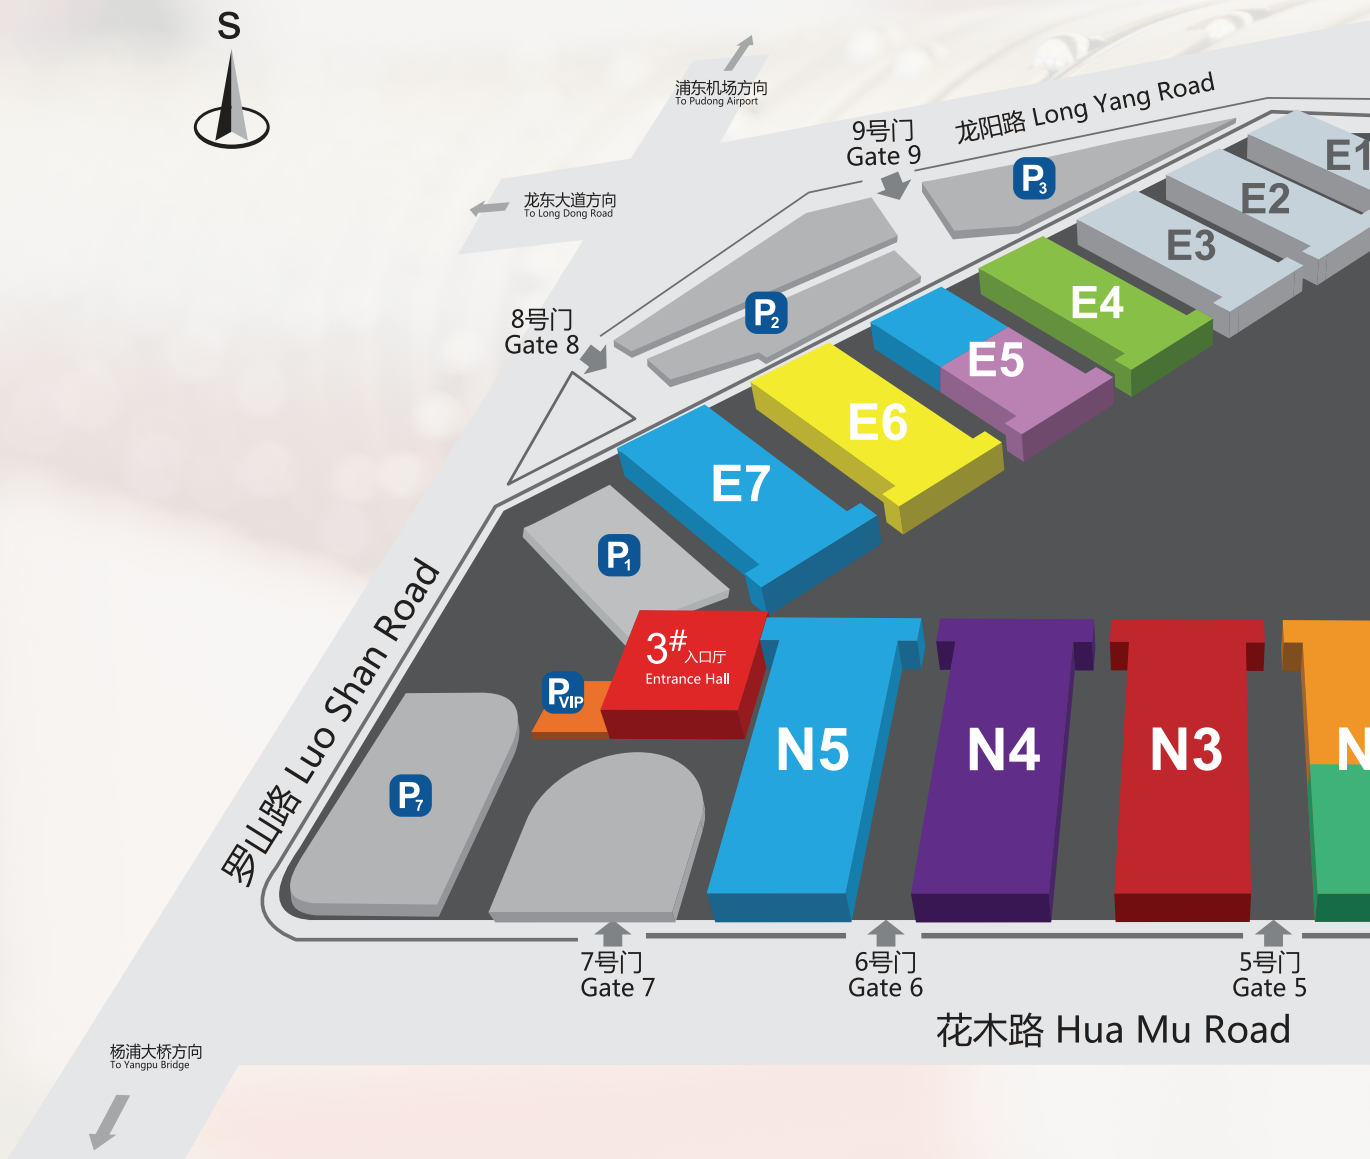 S
浦东机场方向
To Pudong Airport
9号门
Gate 9
龙阳路 Long Yang Road
P3
E1
E2
E3
龙东大道方向
To Long Dong Road
E4
P2
8号门
Gate 8
E5
E6
E7
P1
罗山路 Luo Shan Road
3#入口厅
Entrance Hall
PVIP
N5
N4
N3
N
P7
7号门
Gate 7
6号门
Gate 6
5号门
Gate 5
花木路 Hua Mu Road
杨浦大桥方向
To Yangpu Bridge